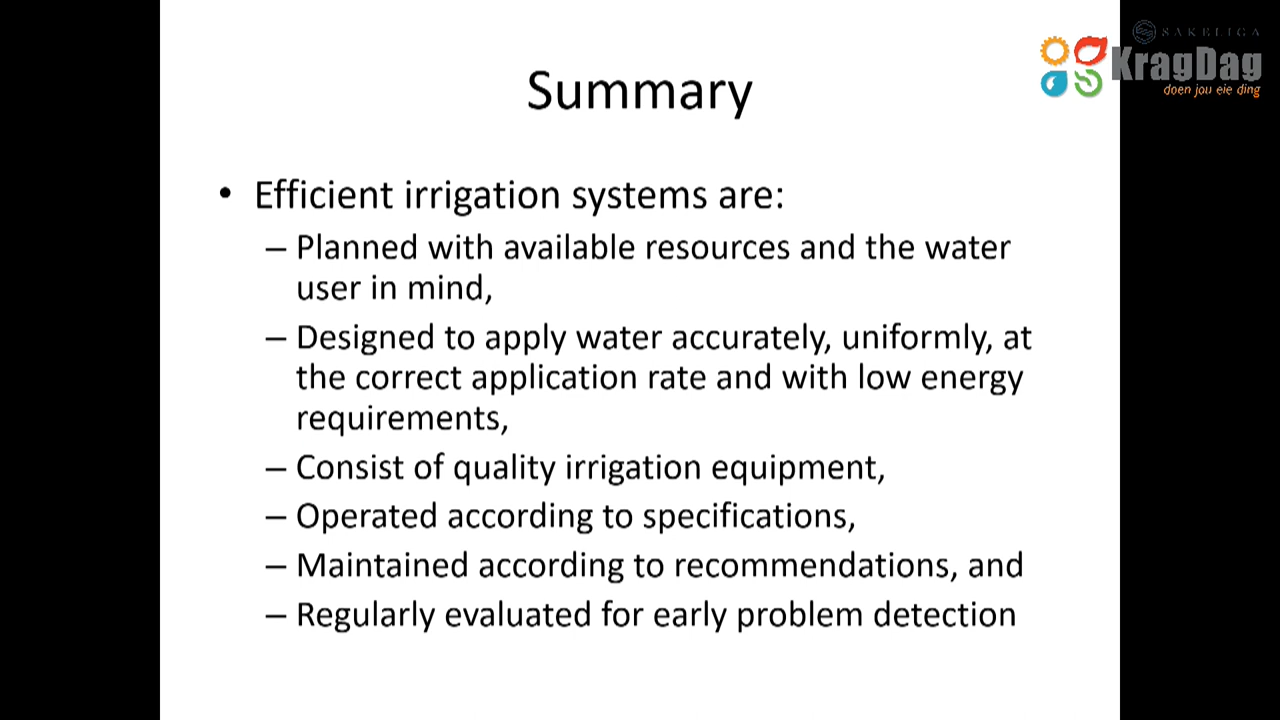 SAKELIGA
KragDag
doen jou eie ding
Summary
• Efficient irrigation systems are:
– Planned with available resources and the water
user in mind,
– Designed to apply water accurately, uniformly, at
the correct application rate and with low energy
requirements,
– Consist of quality irrigation equipment,
– Operated according to specifications,
– Maintained according to recommendations, and
– Regularly evaluated for early problem detection